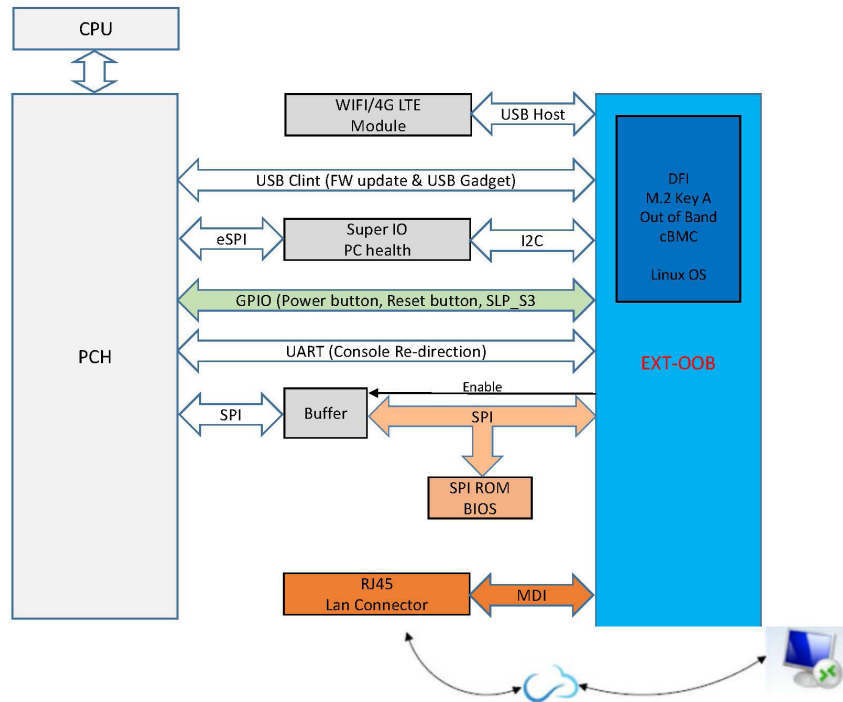 CPU
WIFI/4G LTE
Module
USB Host
DFI
M.2 Key A
Out of Band
cBMC
Linux OS
USB Clint (FW update & USB Gadget)
eSPI
Super IO
PC health
I2C
GPIO (Power button, Reset button, SLP_S3
PCH
UART (Console Re-direction)
EXT-OOB
Enable
SPI
Buffer
SPI
SPI ROM
BIOS
RJ45
Lan Connector
MDI